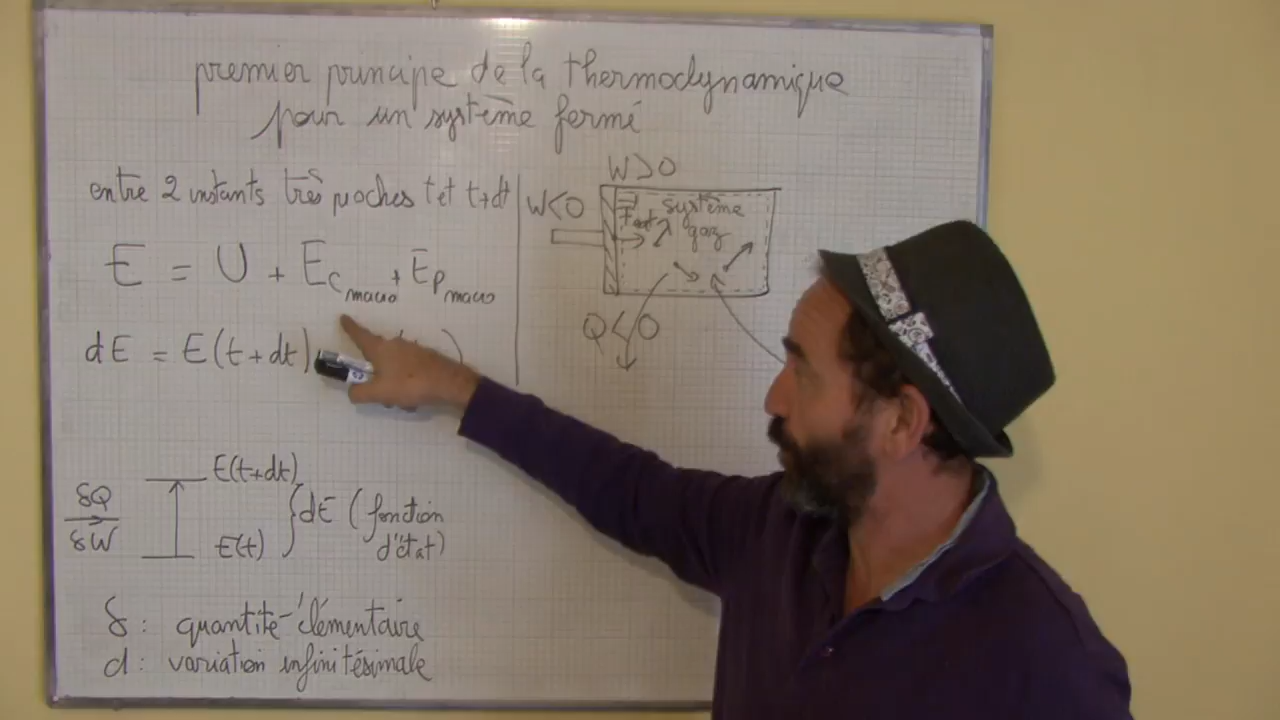 premier principe de la thermodynamique
pour un système fermé
entre 2 instants très proches t et t+dt
E = U + Ec macro + Ep macro
dE = E(t+dt)
δQ
δW
E(t+dt)
E(t)
dE (fonction
d'état)
δ : quantité élémentaire
d : variation infinitésimale
W>0
W<0
Fext
système
gaz
Q<0